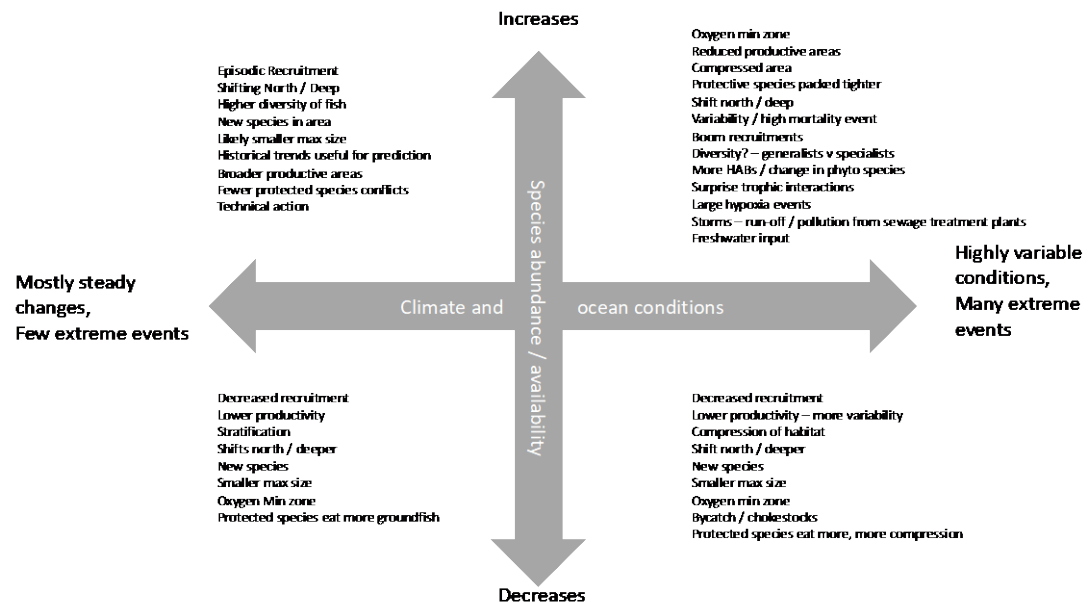 Increases
Episodic Recruitment
Shifting North / Deep
Higher diversity of fish
New species in area
Likely smaller max size
Historical trends useful for prediction
Broader productive areas
Fewer protected species conflicts
Technical action
Oxygen min zone
Reduced productive areas
Compressed area
Protective species packed tighter
Shift north / deep
Variability / high mortality event
Boom recruitments
Diversity? – generalists v specialists
More HABs / change in phyto species
Surprise trophic interactions
Large hypoxia events
Storms – run-off / pollution from sewage treatment plants
Freshwater input
Mostly steady
changes,
Few extreme events
Climate and ocean conditions
Species abundance / availability
Highly variable
conditions,
Many extreme
events
Decreased recruitment
Lower productivity
Stratification
Shifts north / deeper
New species
Smaller max size
Oxygen Min zone
Protected species eat more groundfish
Decreased recruitment
Lower productivity – more variability
Compression of habitat
Shift north / deeper
New species
Smaller max size
Oxygen min zone
Bycatch / chokestocks
Protected species eat more, more compression
Decreases